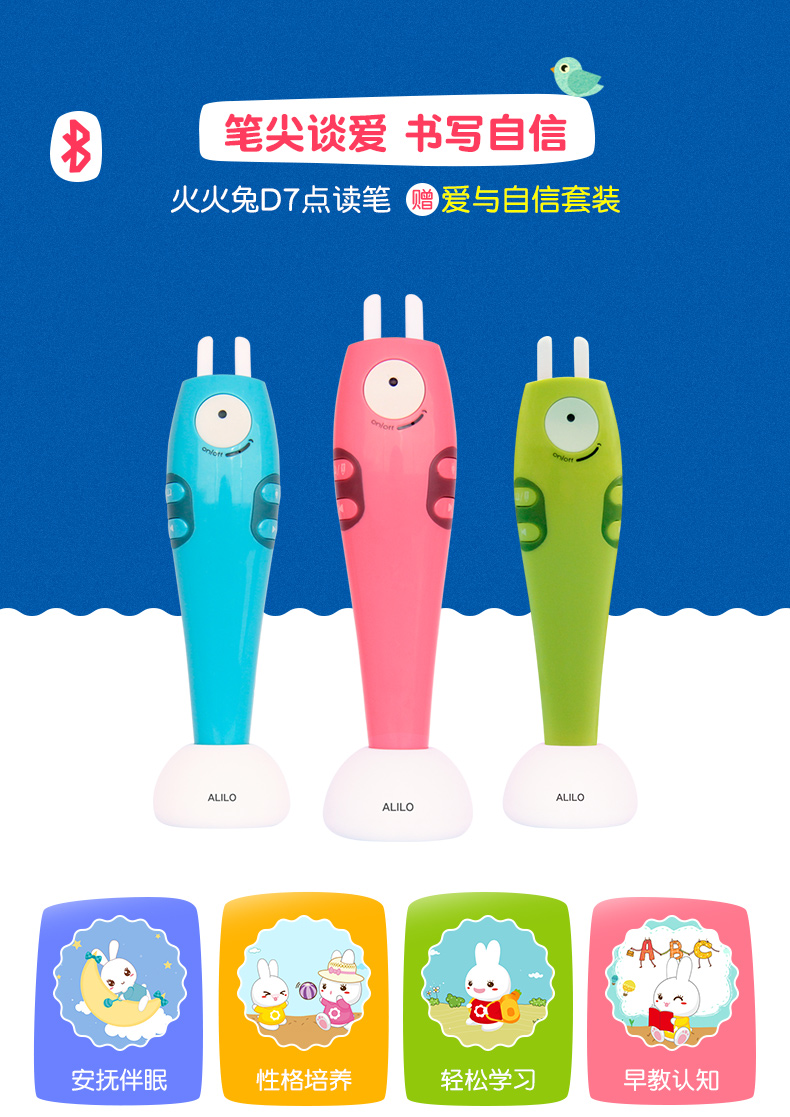 笔尖谈爱 书写自信
火火兔D7点读笔 赠 爱与自信套装
on/off
on/off
on/off
ALILO
ALILO
ALILO
A B C
安抚伴眠
性格培养
轻松学习
早教认知